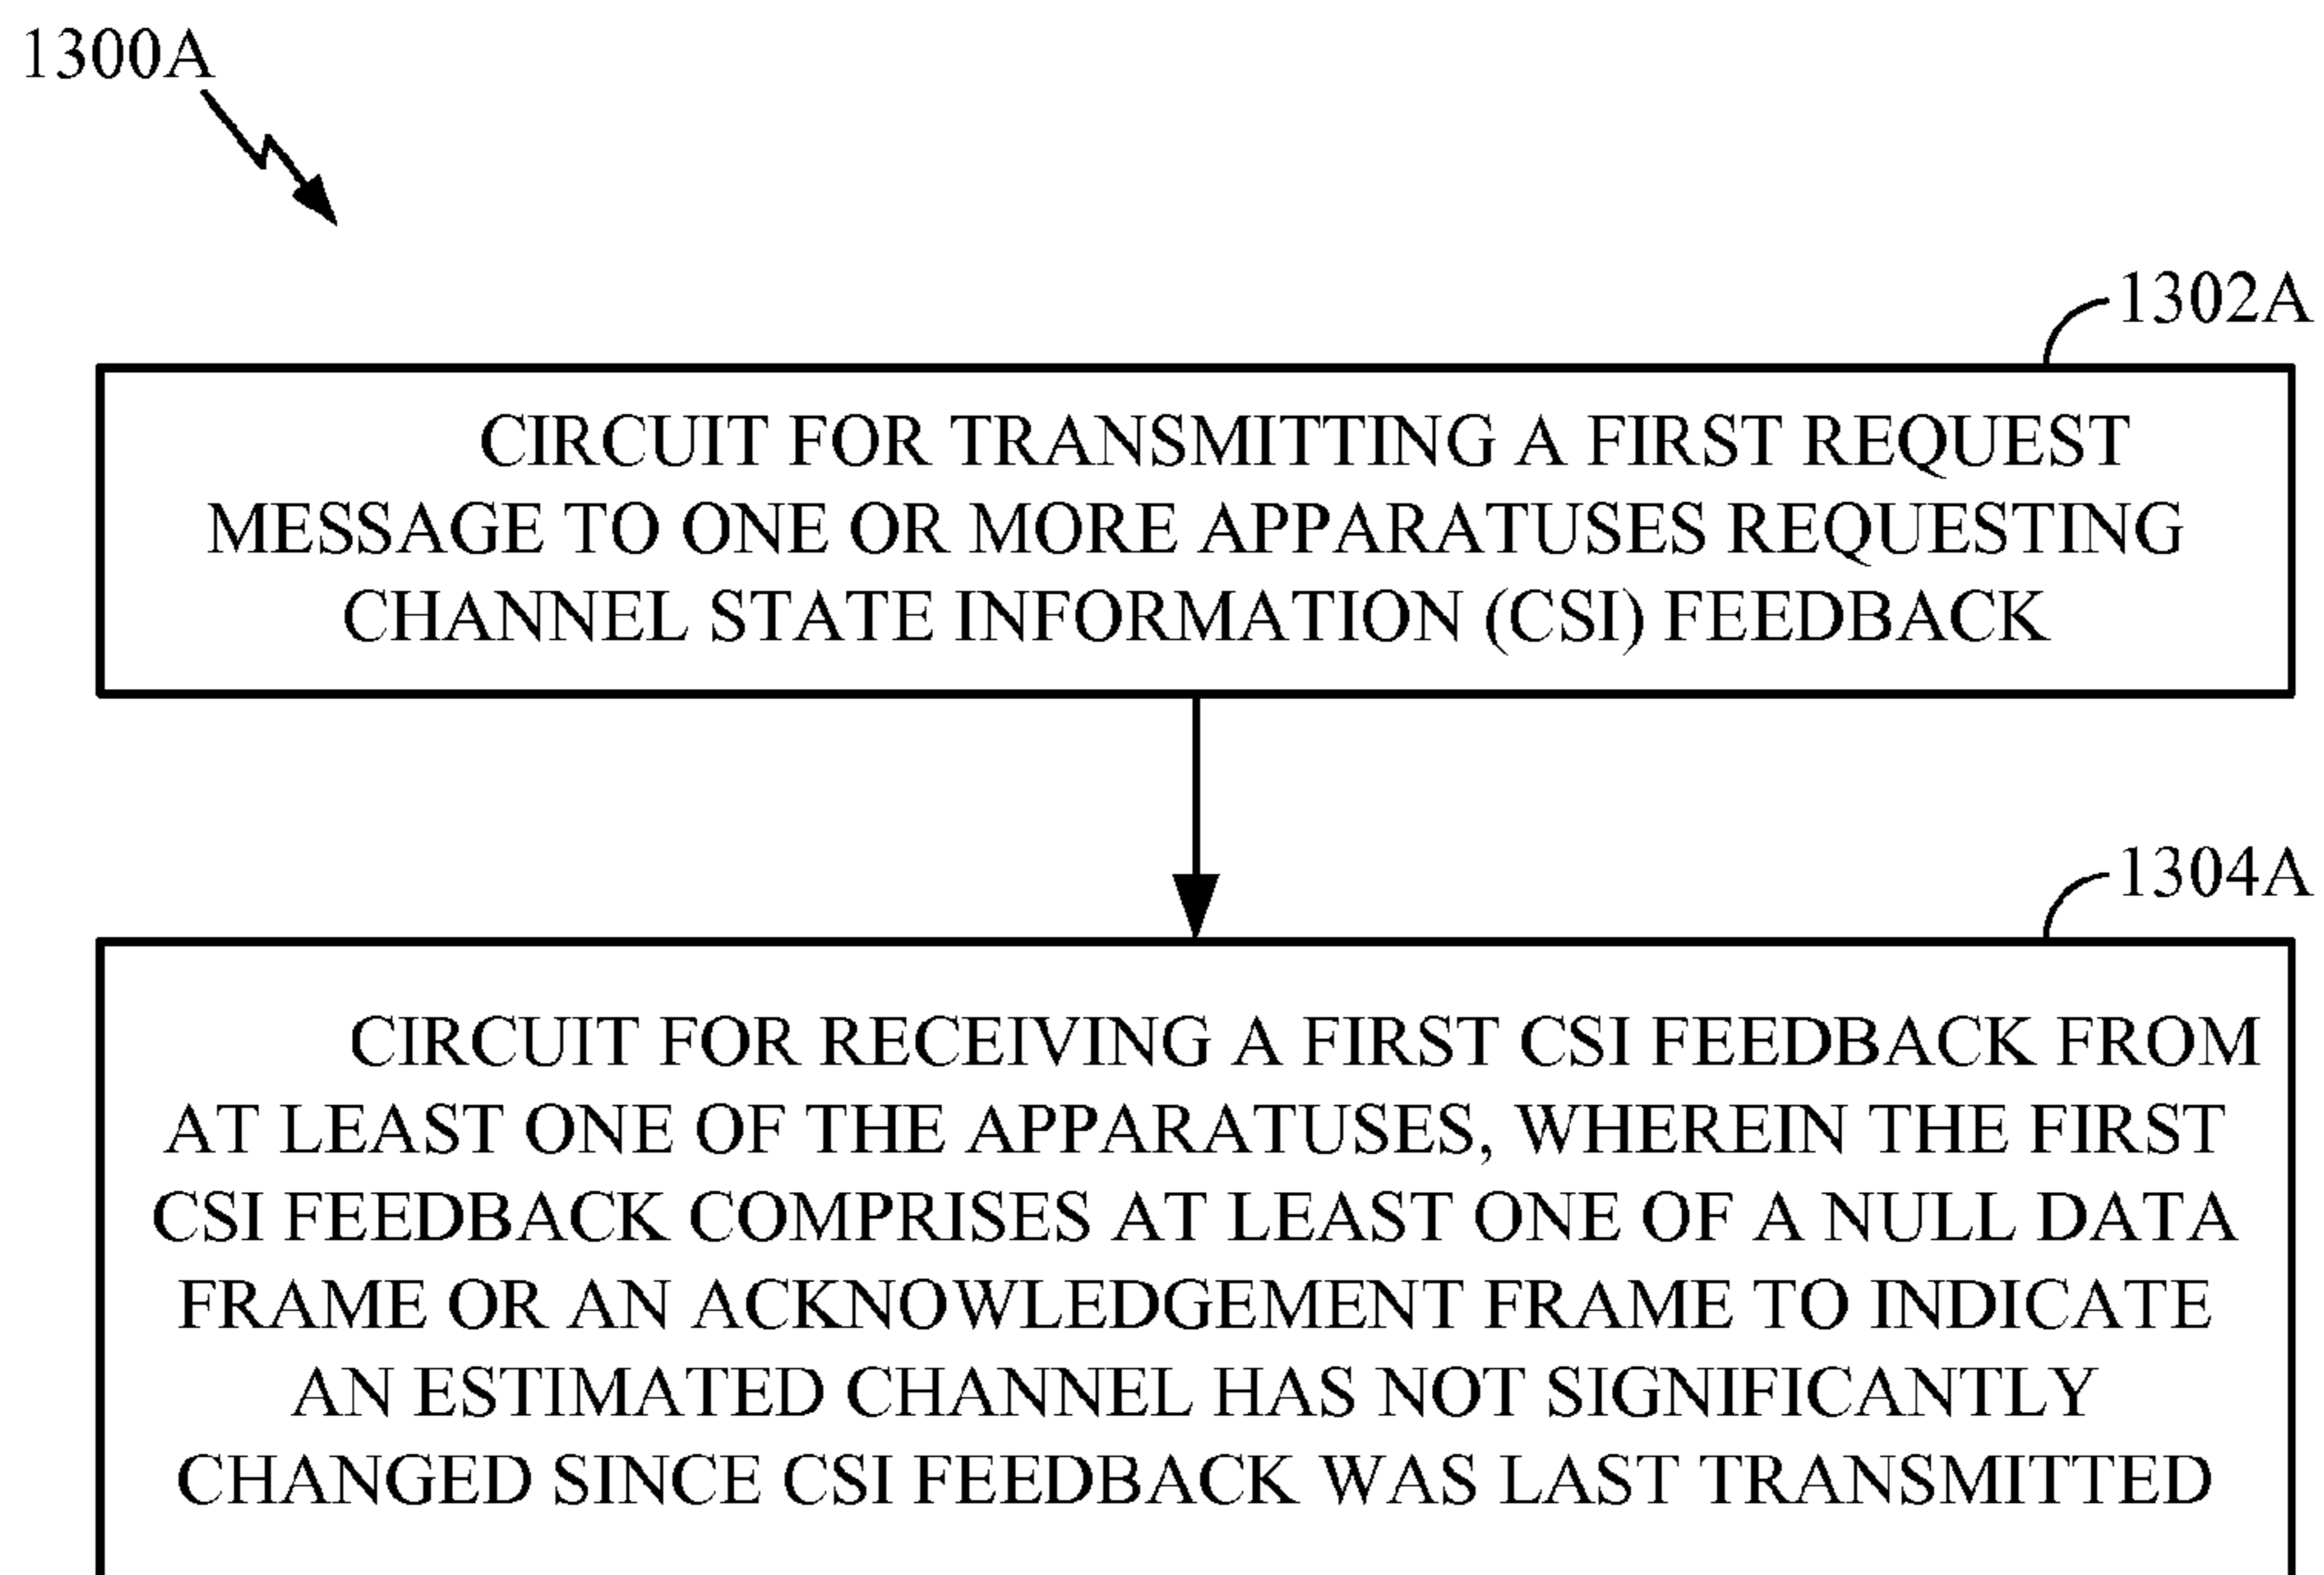 1300A
1302A
CIRCUIT FOR TRANSMITTING A FIRST REQUEST
MESSAGE TO ONE OR MORE APPARATUSES REQUESTING
CHANNEL STATE INFORMATION (CSI) FEEDBACK
1304A
CIRCUIT FOR RECEIVING A FIRST CSI FEEDBACK FROM
AT LEAST ONE OF THE APPARATUSES, WHEREIN THE FIRST
CSI FEEDBACK COMPRISES AT LEAST ONE OF A NULL DATA
FRAME OR AN ACKNOWLEDGEMENT FRAME TO INDICATE
AN ESTIMATED CHANNEL HAS NOT SIGNIFICANTLY
CHANGED SINCE CSI FEEDBACK WAS LAST TRANSMITTED